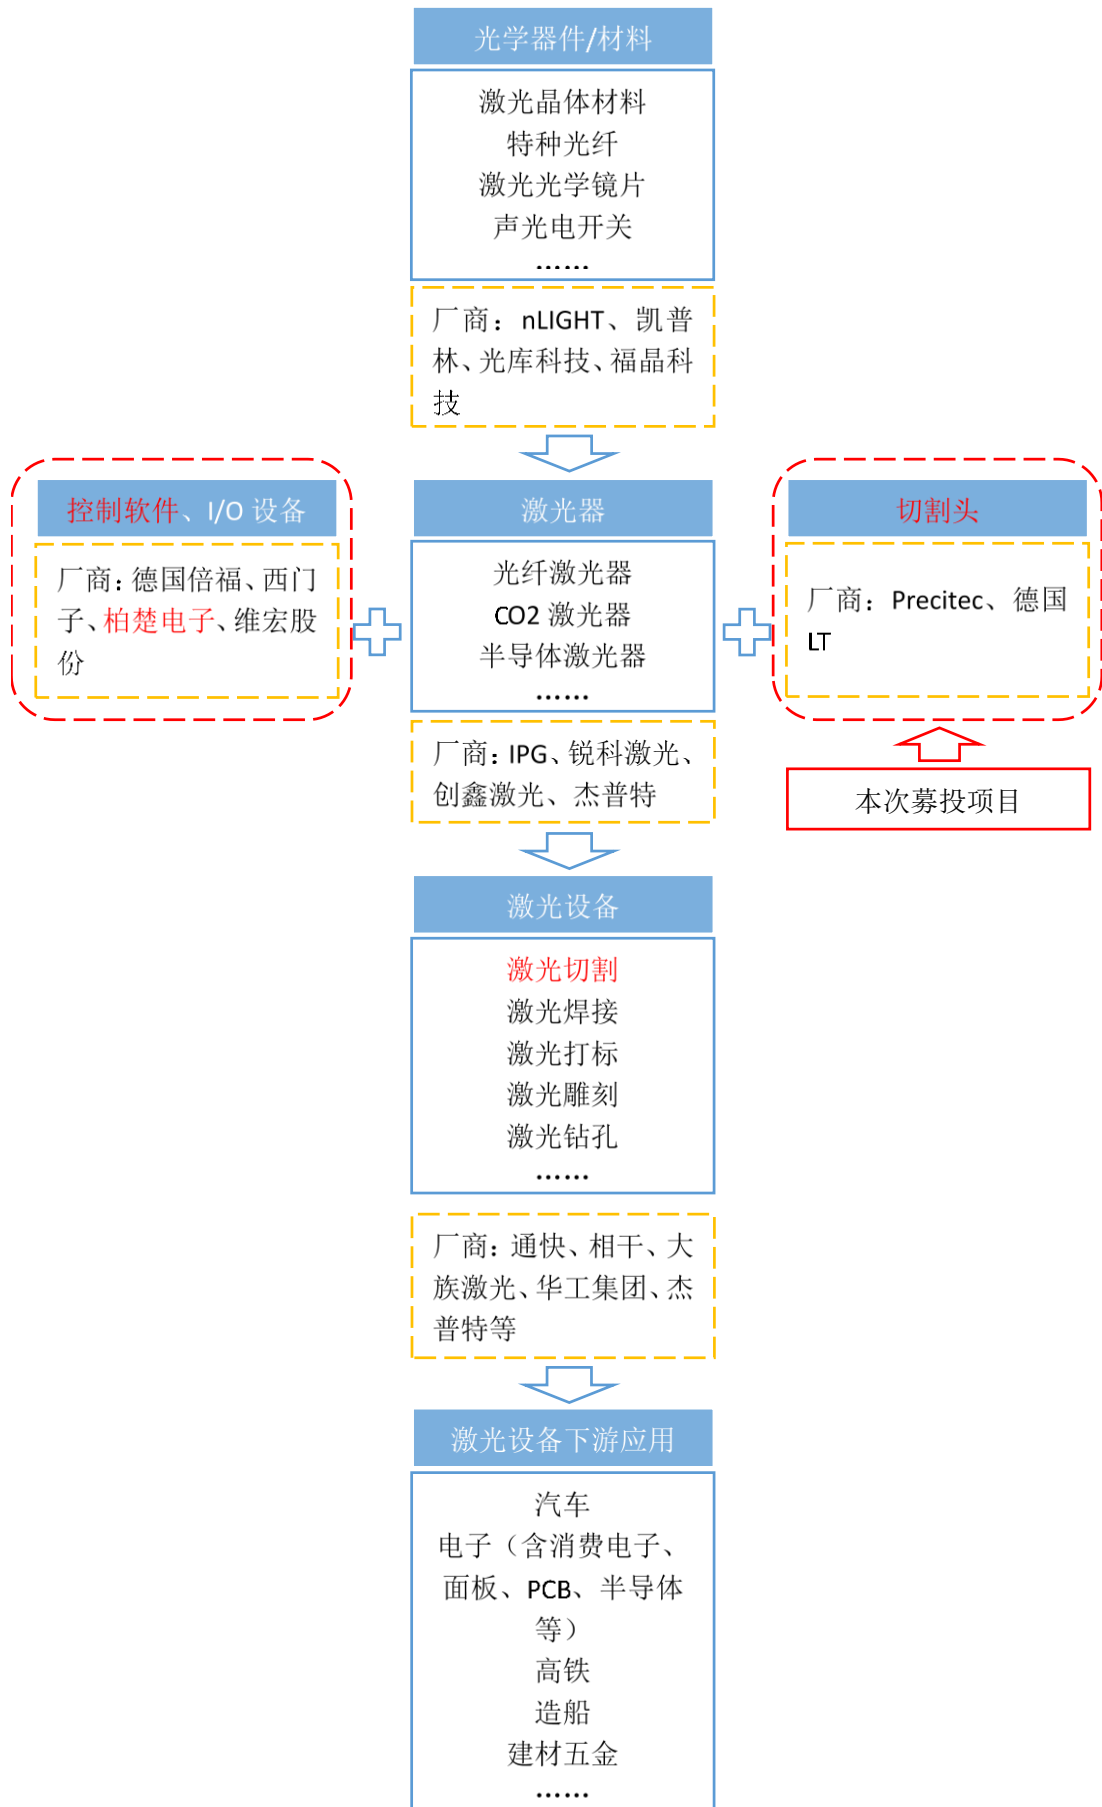 光学器件/材料
激光晶体材料
特种光纤
激光光学镜片
声光电开关
……
厂商：nLIGHT、凯普
林、光库科技、福晶科
技
控制软件、I/O 设备
厂商：德国倍福、西门
子、柏楚电子、维宏股
份
激光器
光纤激光器
CO2 激光器
半导体激光器
……
厂商：IPG、锐科激光、
创鑫激光、杰普特
切割头
厂商：Precitec、德国
LT
本次募投项目
激光设备
激光切割
激光焊接
激光打标
激光雕刻
激光钻孔
……
厂商：通快、相干、大
族激光、华工集团、杰
普特等
激光设备下游应用
汽车
电子（含消费电子、
面板、PCB、半导体
等）
高铁
造船
建材五金
……